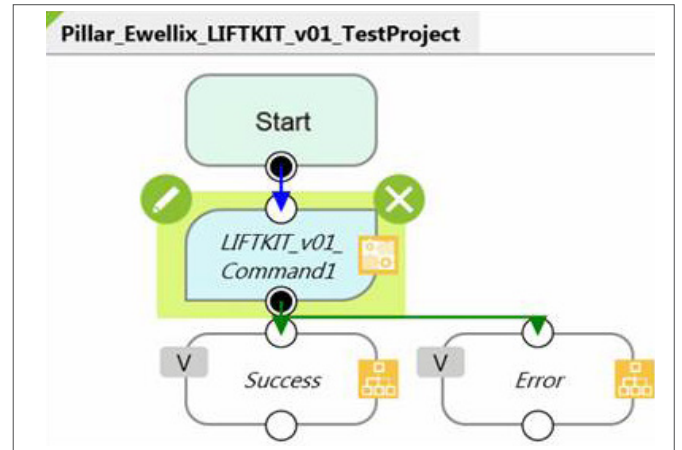 Pillar_Ewellix_LIFTKIT_v01_TestProject
Start
LIFTKIT_v01_
Command1
V
Success
V
Error